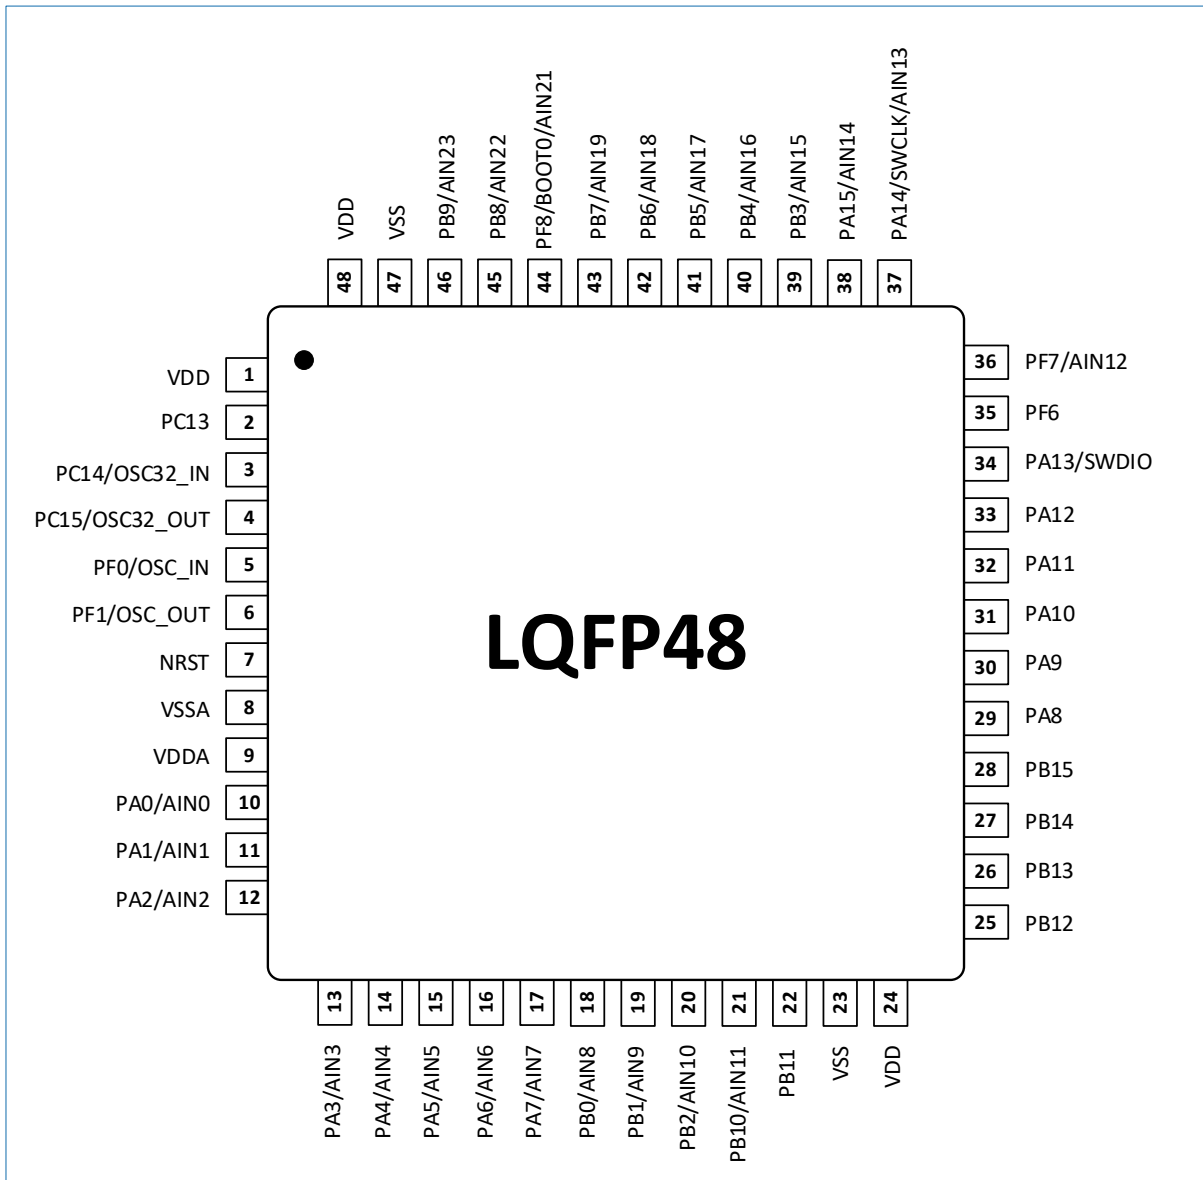 PB9/AIN23
PB8/AIN22
PF8/BOOT0/AIN21
PB7/AIN19
PB6/AIN18
PB5/AIN17
PB4/AIN16
PB3/AIN15
PA15/AIN14
PA14/SWCLK/AIN13
VDD
VSS
48
47
46
45
44
43
42
41
40
39
38
37
VDD 1
PC13 2
PC14/OSC32_IN 3
PC15/OSC32_OUT 4
PF0/OSC_IN 5
PF1/OSC_OUT 6
NRST 7
VSSA 8
VDDA 9
PA0/AIN0 10
PA1/AIN1 11
PA2/AIN2 12
LQFP48
36 PF7/AIN12
35 PF6
34 PA13/SWDIO
33 PA12
32 PA11
31 PA10
30 PA9
29 PA8
28 PB15
27 PB14
26 PB13
25 PB12
13
14
15
16
17
18
19
20
21
22
23
24
PA3/AIN3
PA4/AIN4
PA5/AIN5
PA6/AIN6
PA7/AIN7
PB0/AIN8
PB1/AIN9
PB2/AIN10
PB10/AIN11
PB11
VSS
VDD